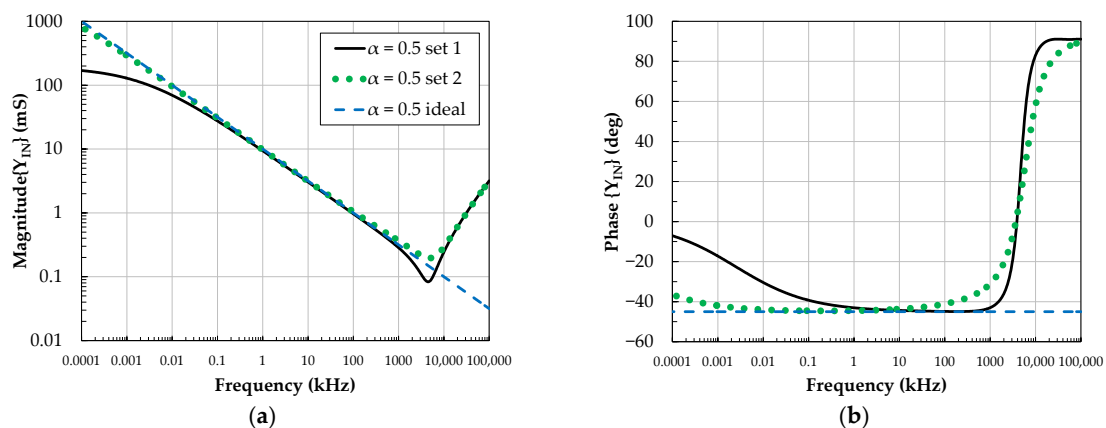 1000
100
10
1
0.1
0.01
Magnitude{Y_IN} (mS)
α = 0.5 set 1
α = 0.5 set 2
α = 0.5 ideal
0.0001 0.001 0.01 0.1 1 10 100 1000 10,000 100,000
Frequency (kHz)
(a)
100
80
60
40
20
0
−20
−40
−60
Phase {Y_IN} (deg)
0.0001 0.001 0.01 0.1 1 10 100 1000 10,000 100,000
Frequency (kHz)
(b)